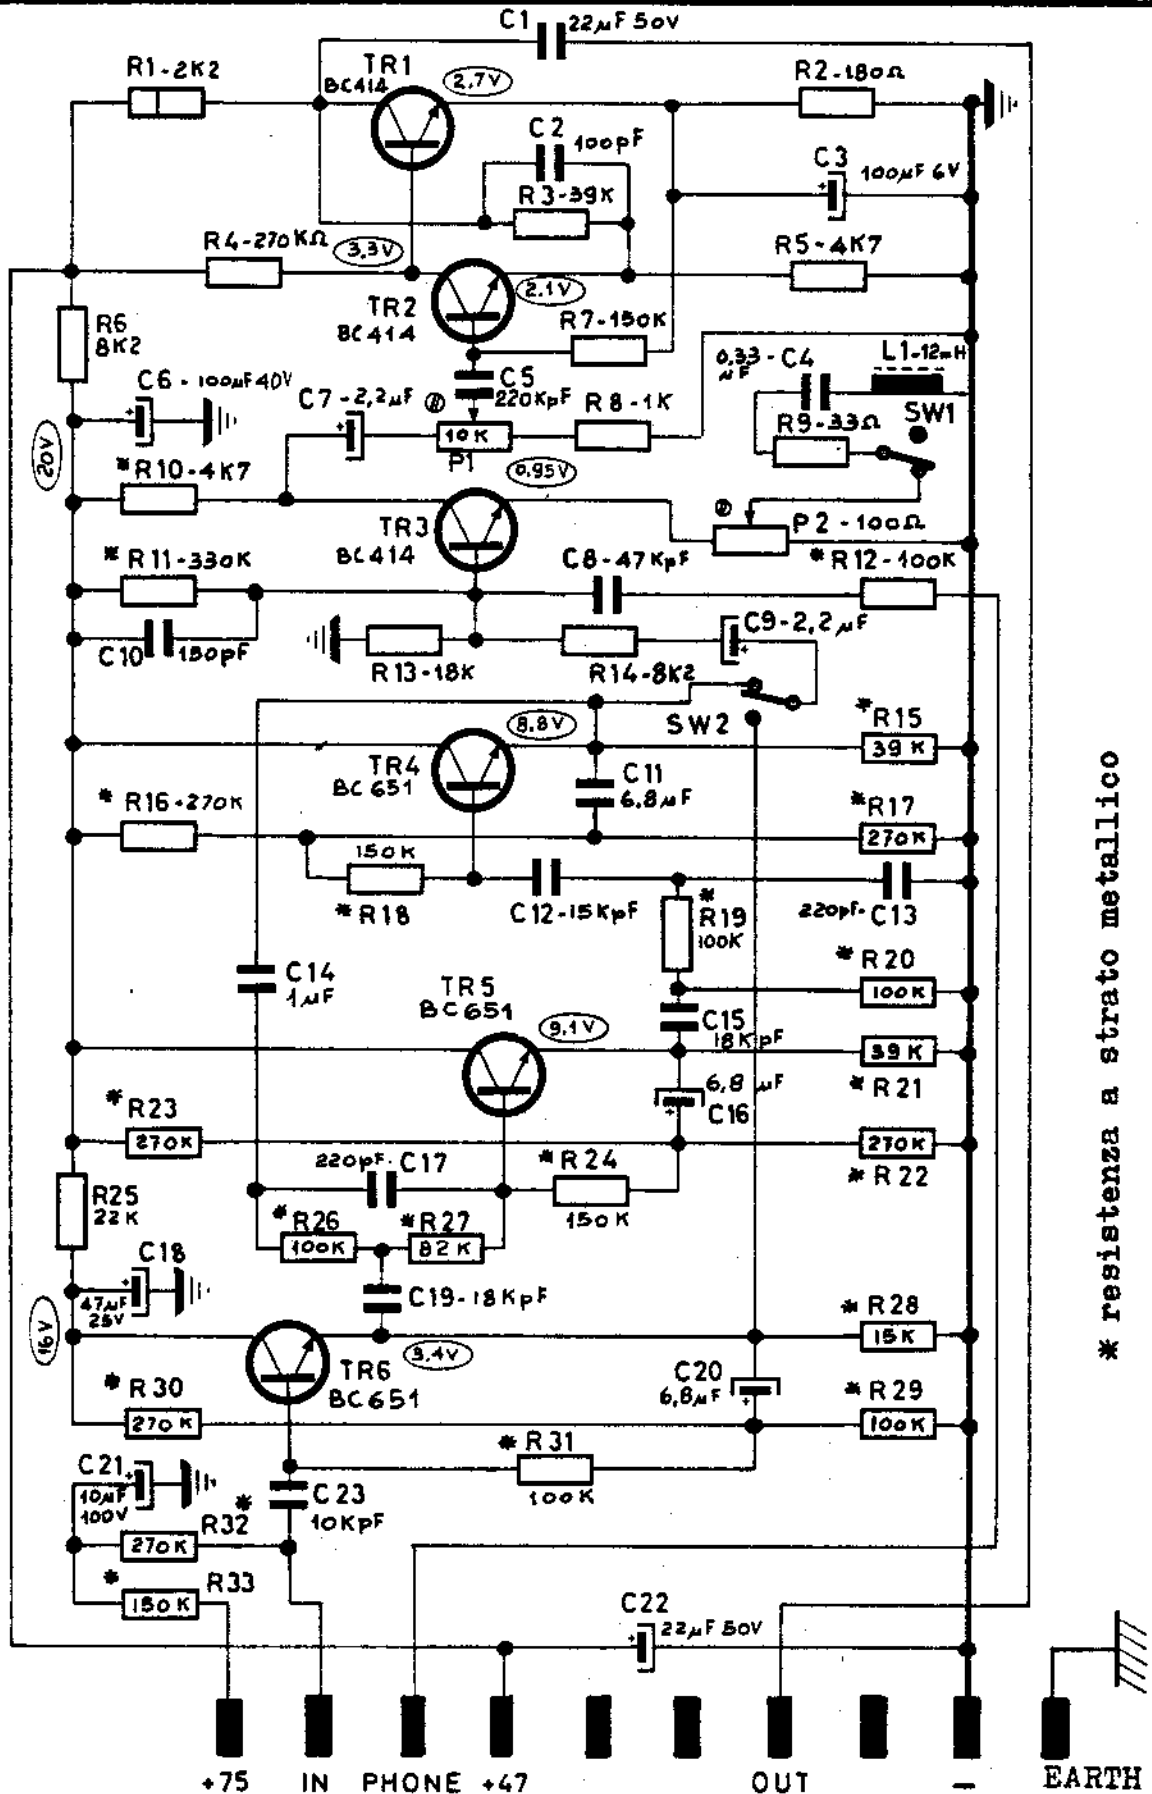 C1 22µF 50V
R1-2K2
TR1
BC414
2.7V
R2-180Ω
C2
100pF
C3
100µF 6V
R3-39K
R4-270KΩ
3,3V
R5-4K7
TR2
BC414
2.1V
R6
8K2
R7-150K
0,33-C4
µF
L1-12mH
C6-100µF40V
C7-2,2µF
C5
220KpF
R8-1K
SW1
R9-33Ω
10K
P1
20V
*R10-4K7
0.95V
TR3
BC414
P2-100Ω
*R11-330K
C8-47KpF
*R12-100K
C10
150pF
C9-2,2µF
R13-18K
R14-8K2
SW2
8.8V
*R15
39K
TR4
BC651
C11
6,8µF
*R16-270K
*R17
270K
150K
*R18
C12-15KpF
*
R19
100K
220pF-C13
*R20
100K
C14
1µF
TR5
BC651
9.1V
C15
18KpF
39K
*R21
6,8µF
C16
*R23
270K
270K
*R22
220pF-C17
*R24
150K
R25
22K
*R26
100K
*R27
82K
C18
47µF
25V
C19-18KpF
*R28
15K
16V
TR6
BC651
9.4V
C20
6,8µF
*R30
270K
*R29
100K
*R31
100K
C21
10µF
100V
C23
10KpF
*
R32
270K
*
R33
150K
C22
22µF 50V
+75 IN PHONE +47 OUT - EARTH
* resistenza a strato metallico